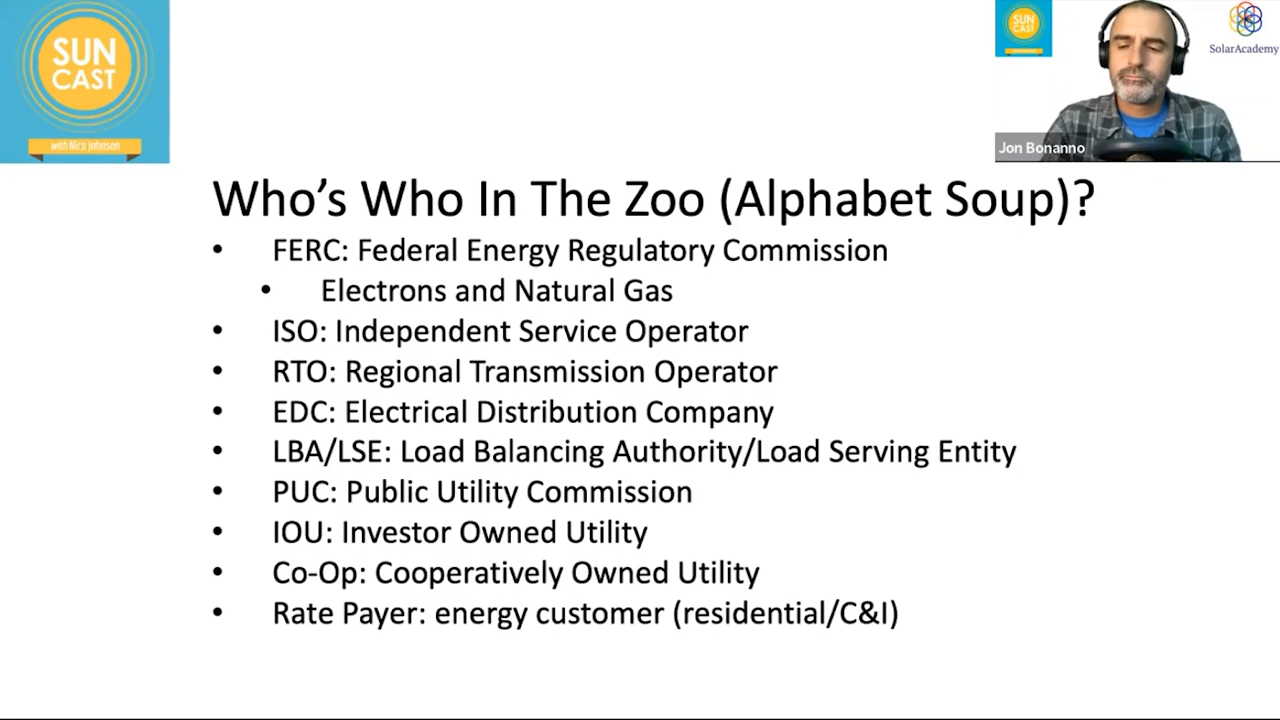 SUN
CAST
with Nico Johnson
SUN
CAST
SolarAcademy
Jon Bonanno
Who's Who In The Zoo (Alphabet Soup)?
• FERC: Federal Energy Regulatory Commission
• Electrons and Natural Gas
• ISO: Independent Service Operator
• RTO: Regional Transmission Operator
• EDC: Electrical Distribution Company
• LBA/LSE: Load Balancing Authority/Load Serving Entity
• PUC: Public Utility Commission
• IOU: Investor Owned Utility
• Co-Op: Cooperatively Owned Utility
• Rate Payer: energy customer (residential/C&I)